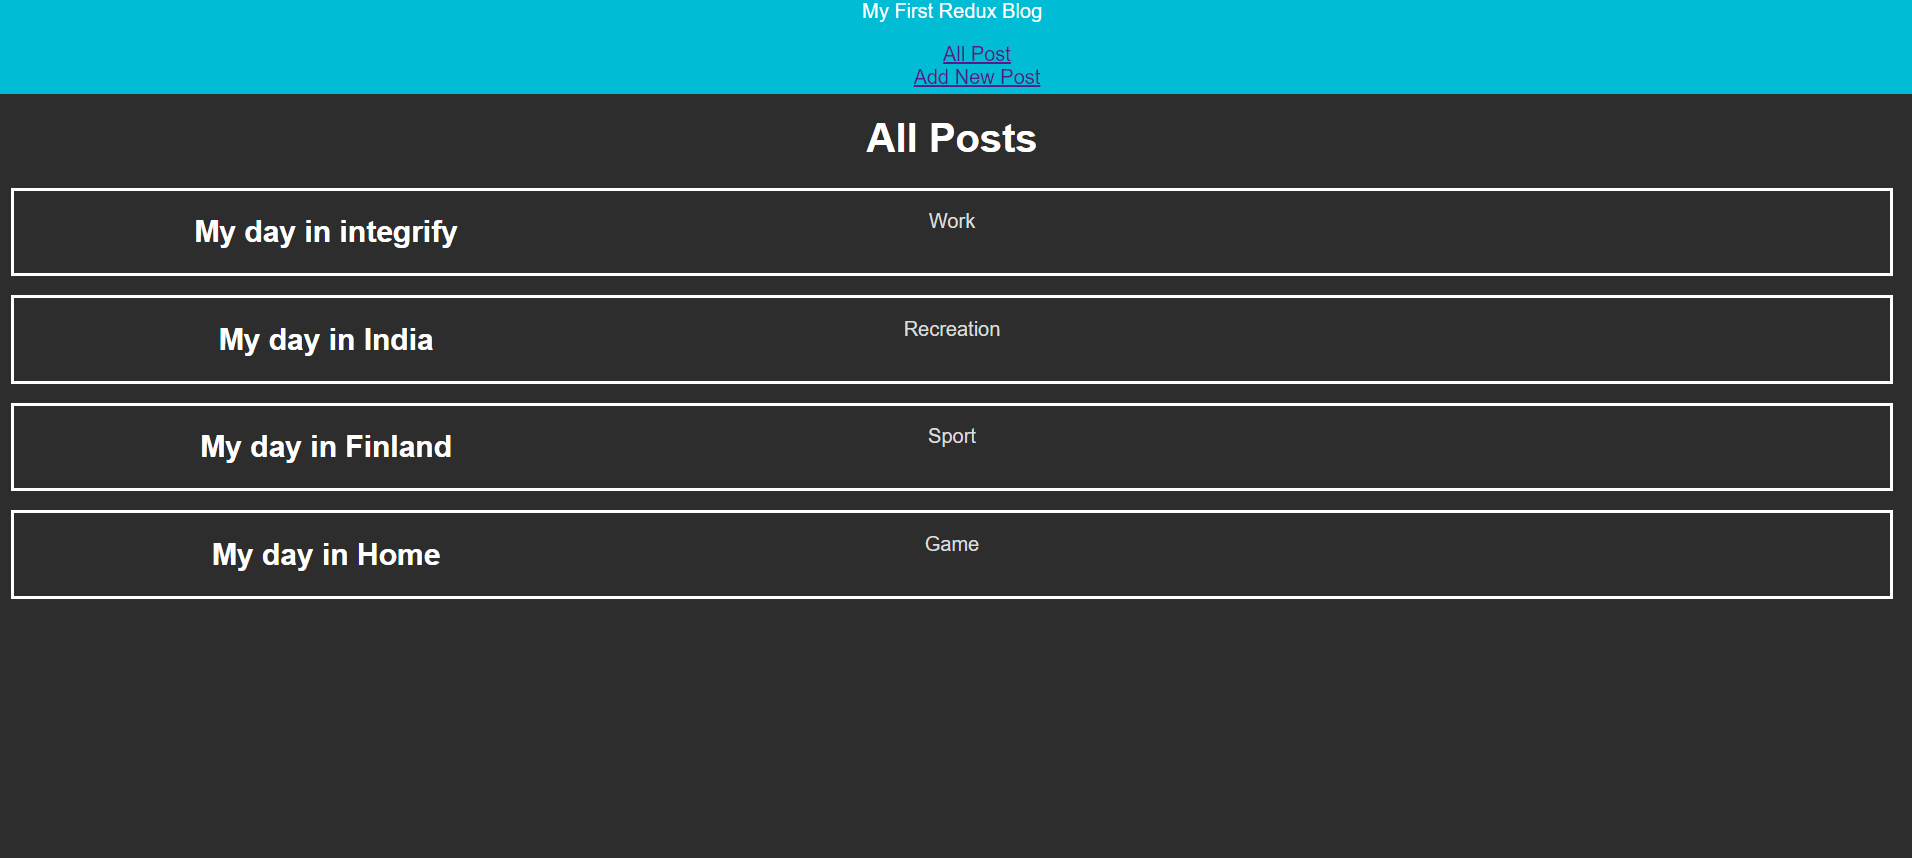 My First Redux Blog
All Post
Add New Post
All Posts
My day in integrify
Work
My day in India
Recreation
My day in Finland
Sport
My day in Home
Game